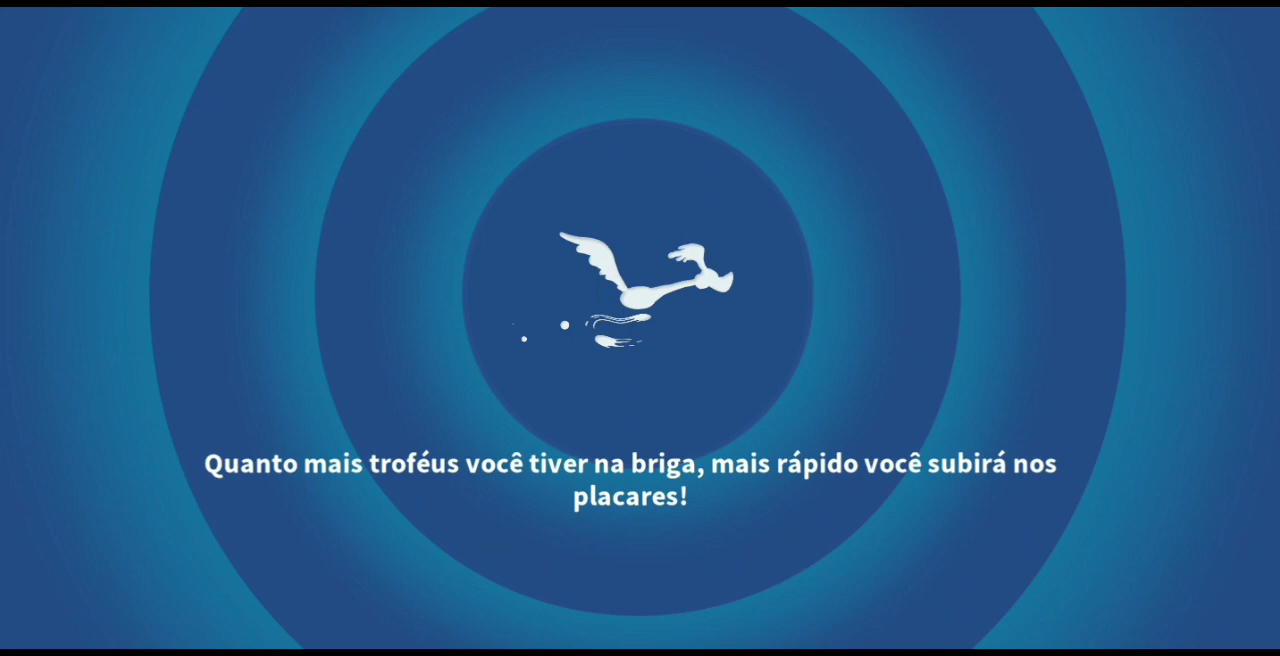 Quanto mais troféus você tiver na briga, mais rápido você subirá nos
placares!